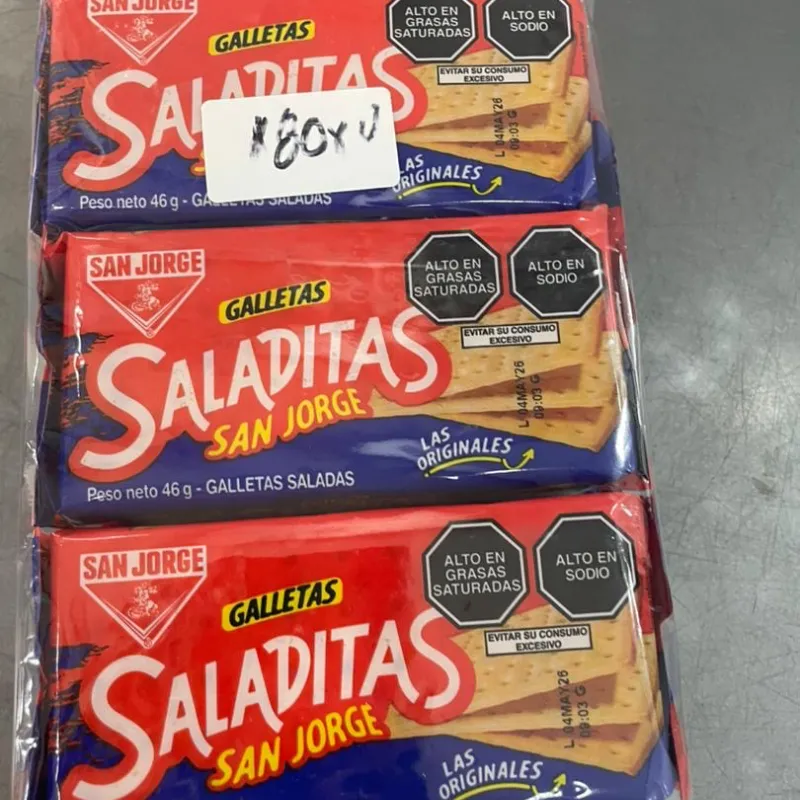 SAN JORGE
GALLETAS
ALTO EN
GRASAS
SATURADAS
ALTO EN
SODIO
EVITAR SU CONSUMO
EXCESIVO
SALADITAS
L 04MAY26
09:03 G
LAS
ORIGINALES
Peso neto 46 g - GALLETAS SALADAS
SAN JORGE
GALLETAS
ALTO EN
GRASAS
SATURADAS
ALTO EN
SODIO
EVITAR SU CONSUMO
EXCESIVO
SALADITAS
SAN JORGE
L 04MAY26
09:03 G
LAS
ORIGINALES
Peso neto 46 g - GALLETAS SALADAS
SAN JORGE
GALLETAS
ALTO EN
GRASAS
SATURADAS
ALTO EN
SODIO
EVITAR SU CONSUMO
EXCESIVO
SALADITAS
SAN JORGE
L 04MAY26
09:03 G
LAS
ORIGINALES